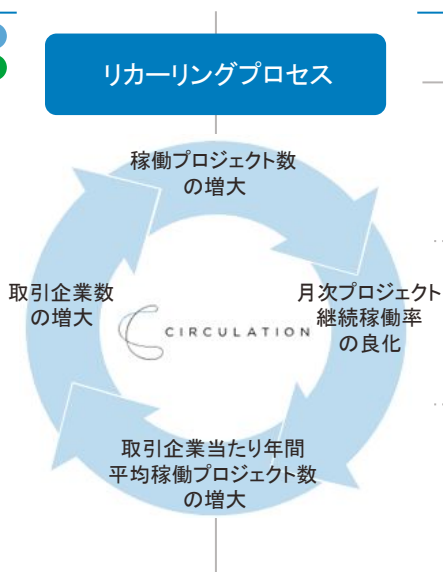 リカーリングプロセス
稼働プロジェクト数
の増大
取引企業数
の増大
月次プロジェクト
継続稼働率
の良化
CIRCULATION
取引企業当たり年間
平均稼働プロジェクト数
の増大